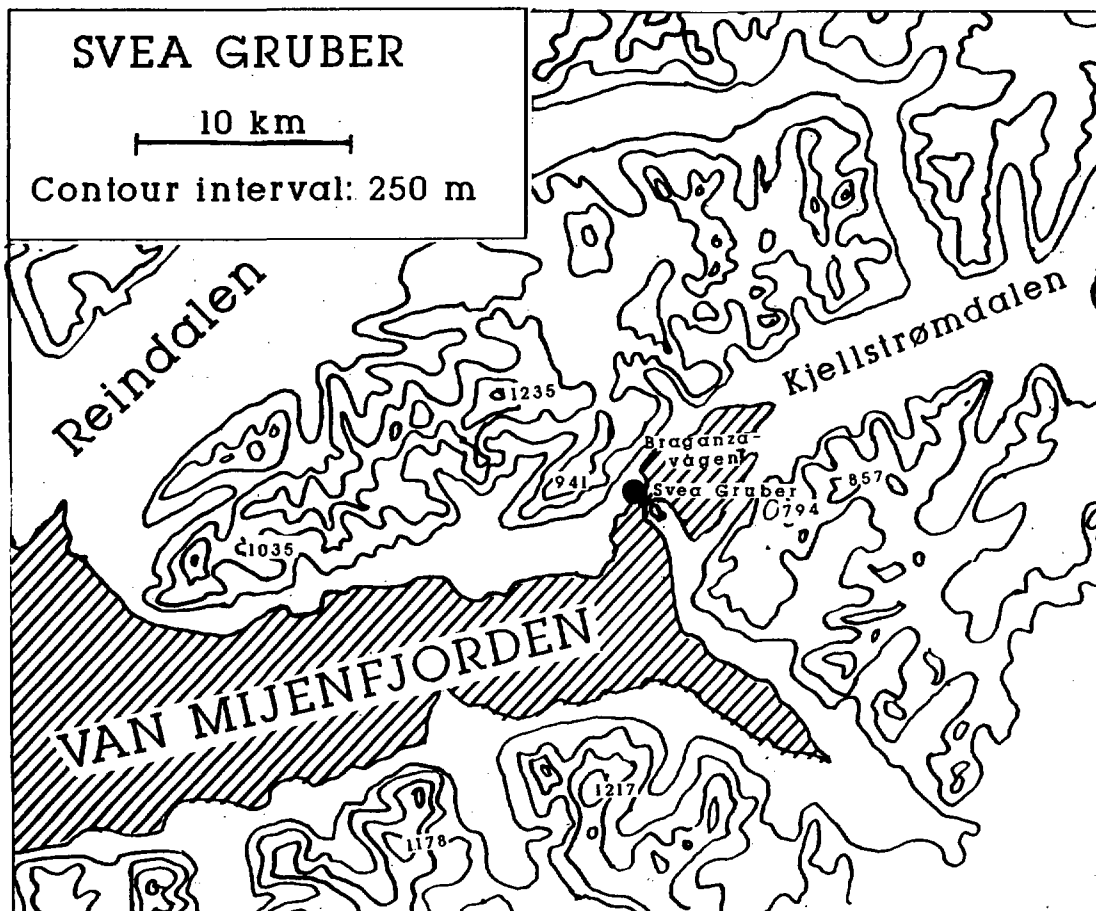 SVEA GRUBER
10 km
Contour interval: 250 m
Reindalen
Kjellstrømdalen
1235
Braganza-
vågen
941
Svea Gruber
857
794
1035
VAN MIJENFJORDEN
1217
1178